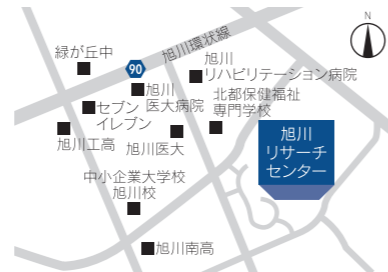 N
旭川環状線
緑が丘中
90
旭川
リハビリテーション病院
旭川
医大病院
北都保健福祉
専門学校
セブン
イレブン
旭川工高
旭川医大
旭川
リサーチ
センター
中小企業大学校
旭川校
旭川南高